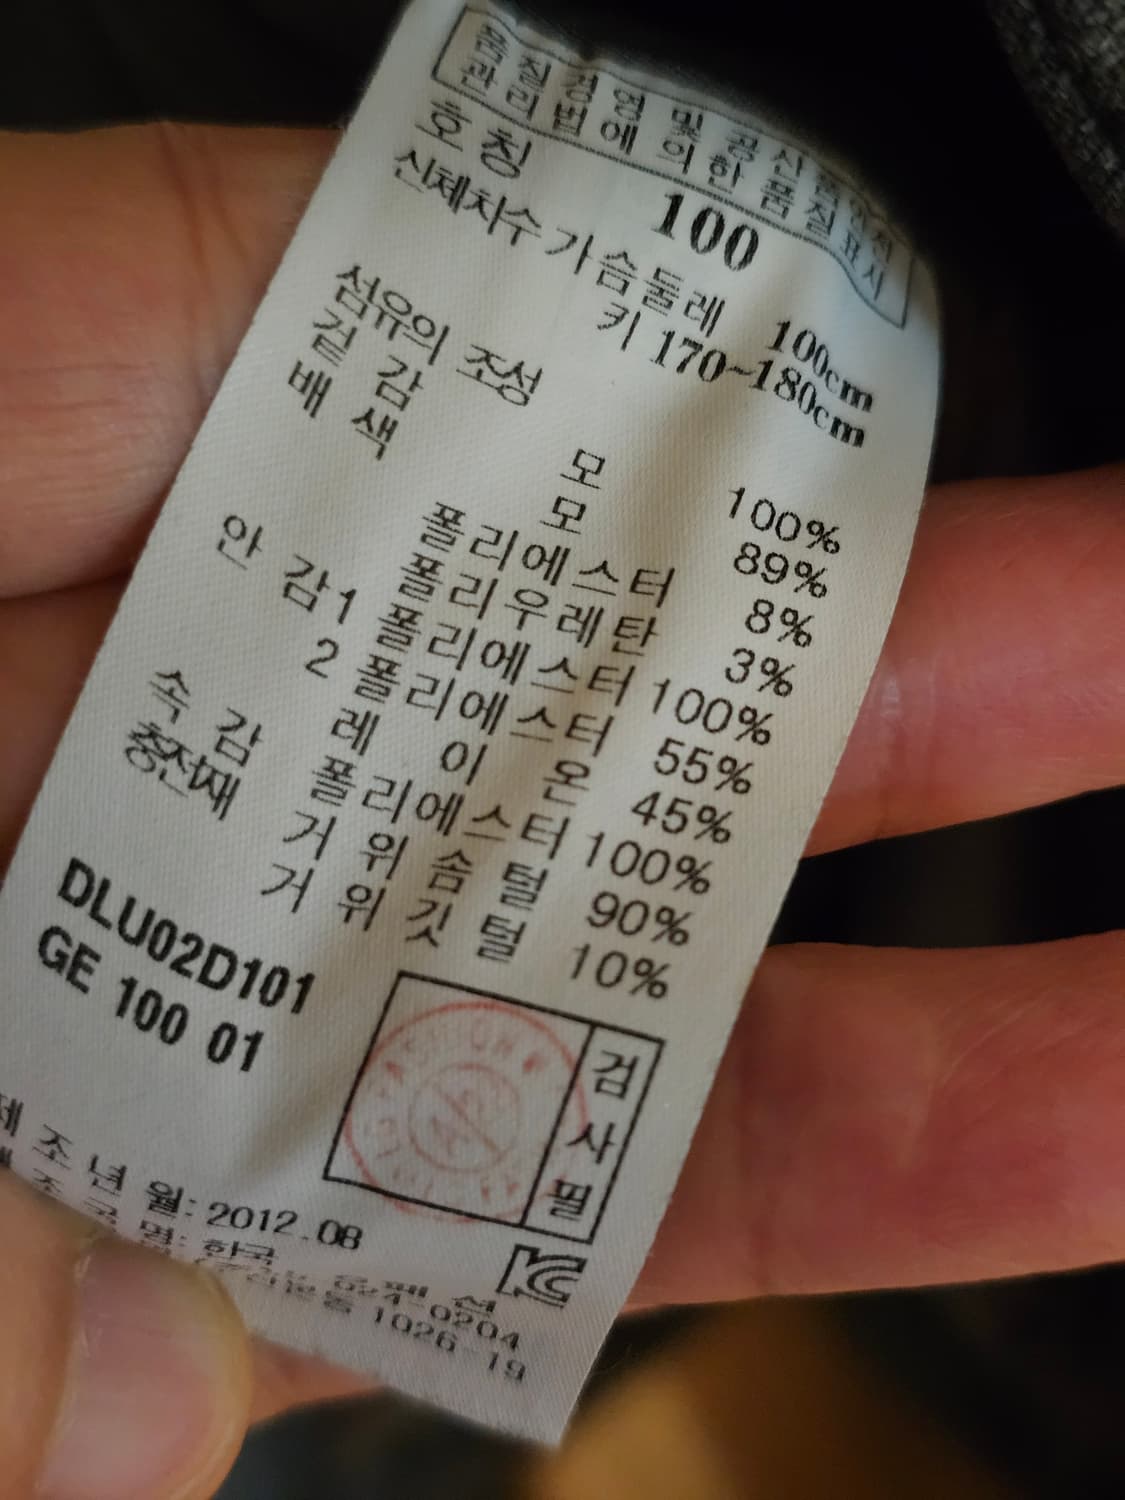 품질경영 및 공산품안전
관리법에 의한 품질표시
호칭 100
신체치수 가슴둘레 100cm
키 170~180cm
섬유의 조성
겉감 모 100%
배색 모 89%
폴리에스터 8%
폴리우레탄 3%
안감1 폴리에스터 100%
2 폴리에스터 55%
레이온 45%
속감 폴리에스터 100%
충전재 거위솜털 90%
거위깃털 10%
DLU02D101
GE 100 01
검사필
제조년월: 2012.08
제조국명: 한국
0204
1026-19